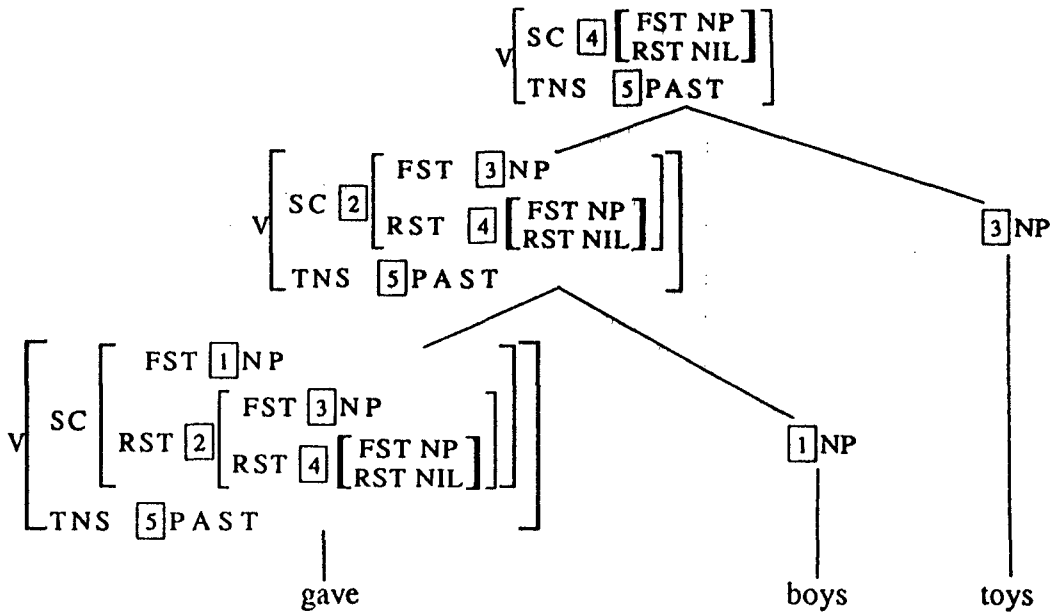 V SC 4 FST NP
RST NIL
TNS 5 PAST
V SC 2 FST 3 NP
RST 4 FST NP
RST NIL
TNS 5 PAST
3 NP
V SC FST 1 NP
RST 2 FST 3 NP
RST 4 FST NP
RST NIL
TNS 5 PAST
1 NP
gave boys toys